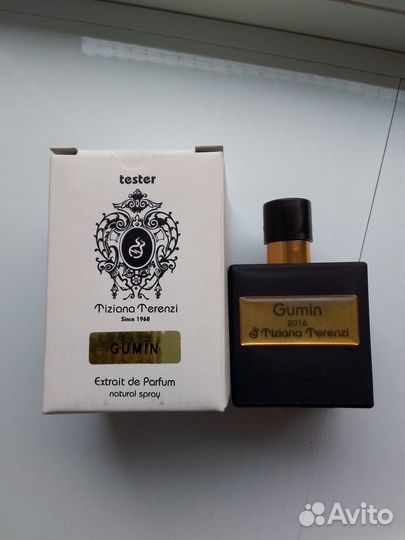 tester
Tiziana Terenzi
Since 1968
GUMIN
Extrait de Parfum
natural spray
Gumin
2016
Tiziana Terenzi
Avito